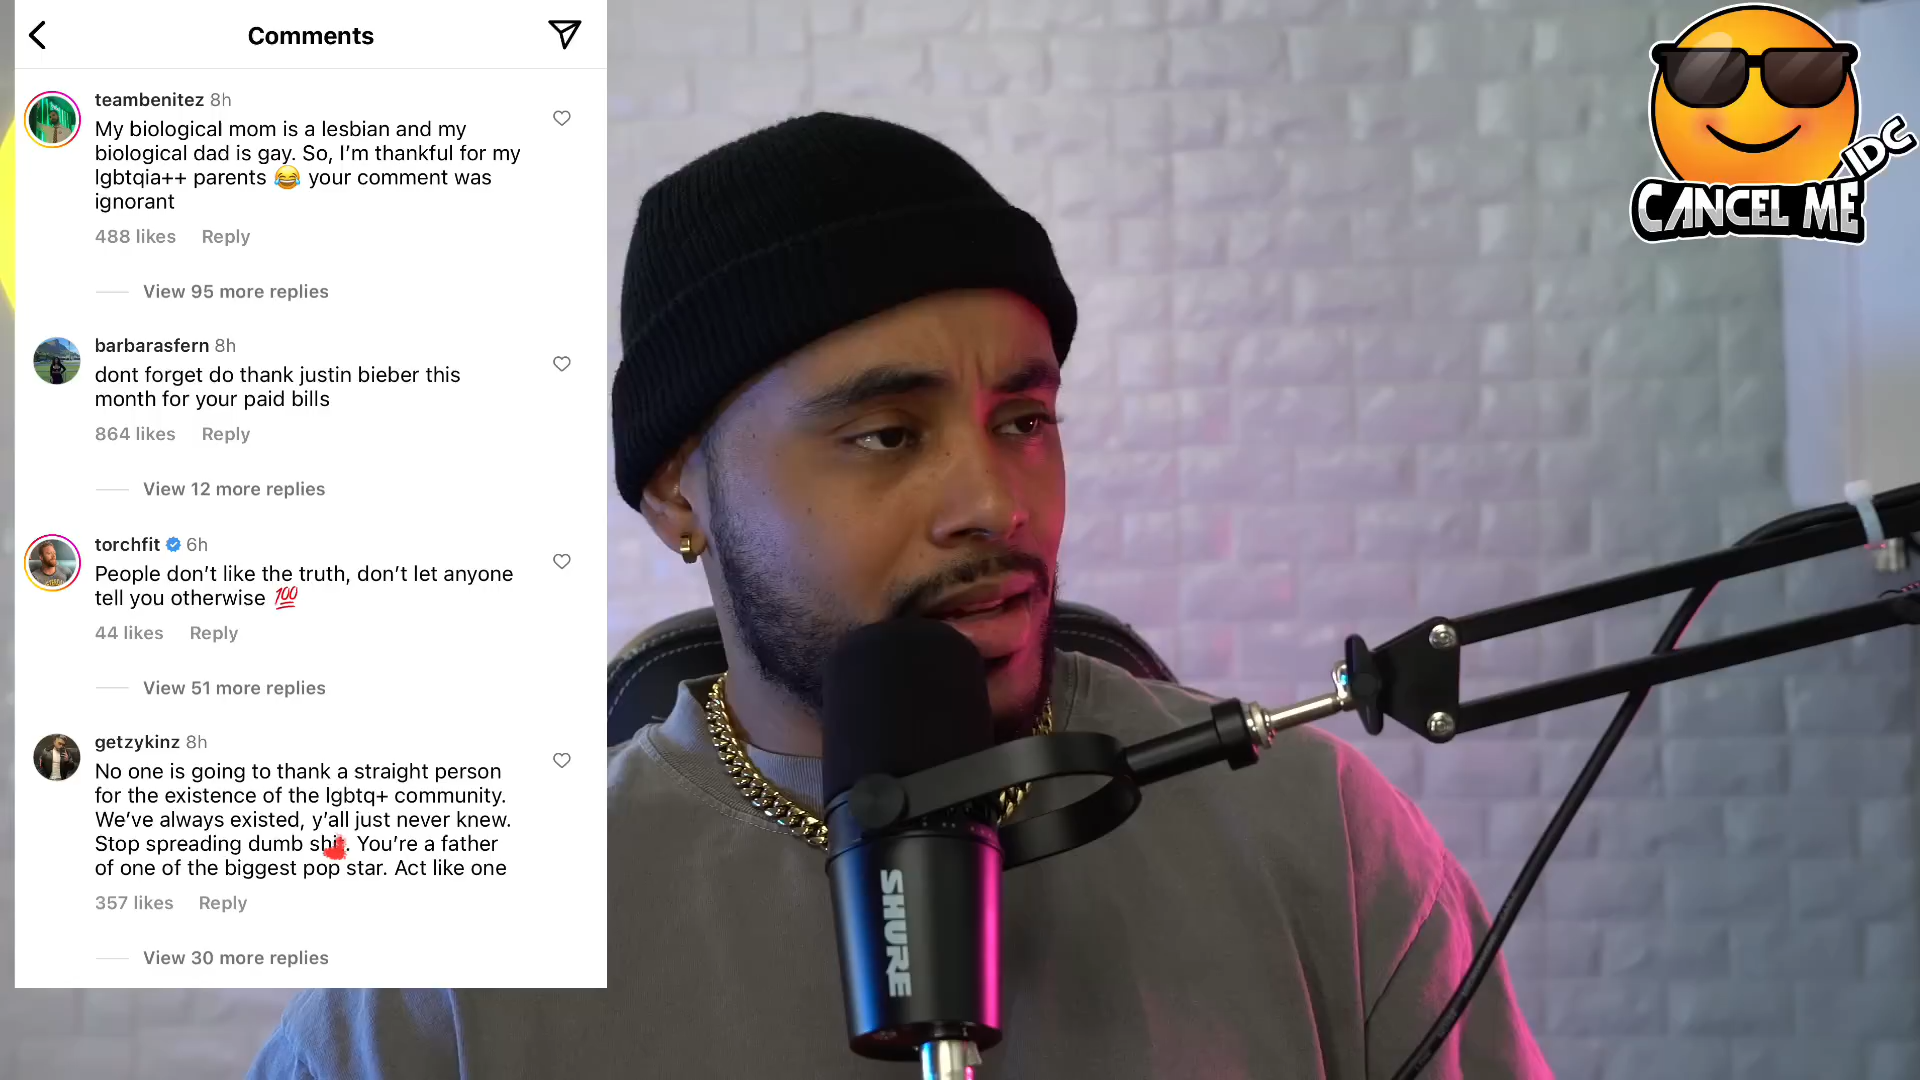 Comments
teambenitez 8h
My biological mom is a lesbian and my
biological dad is gay. So, I'm thankful for my
lgbtqia++ parents 😂 your comment was
ignorant
488 likes Reply
View 95 more replies
barbarasfern 8h
dont forget do thank justin bieber this
month for your paid bills
864 likes Reply
View 12 more replies
torchfit 6h
People don't like the truth, don't let anyone
tell you otherwise 💯
44 likes Reply
View 51 more replies
getzykinz 8h
No one is going to thank a straight person
for the existence of the lgbtq+ community.
We've always existed, y'all just never knew.
Stop spreading dumb shit. You're a father
of one of the biggest pop star. Act like one
357 likes Reply
View 30 more replies
SHURE
CANCEL ME
IDC